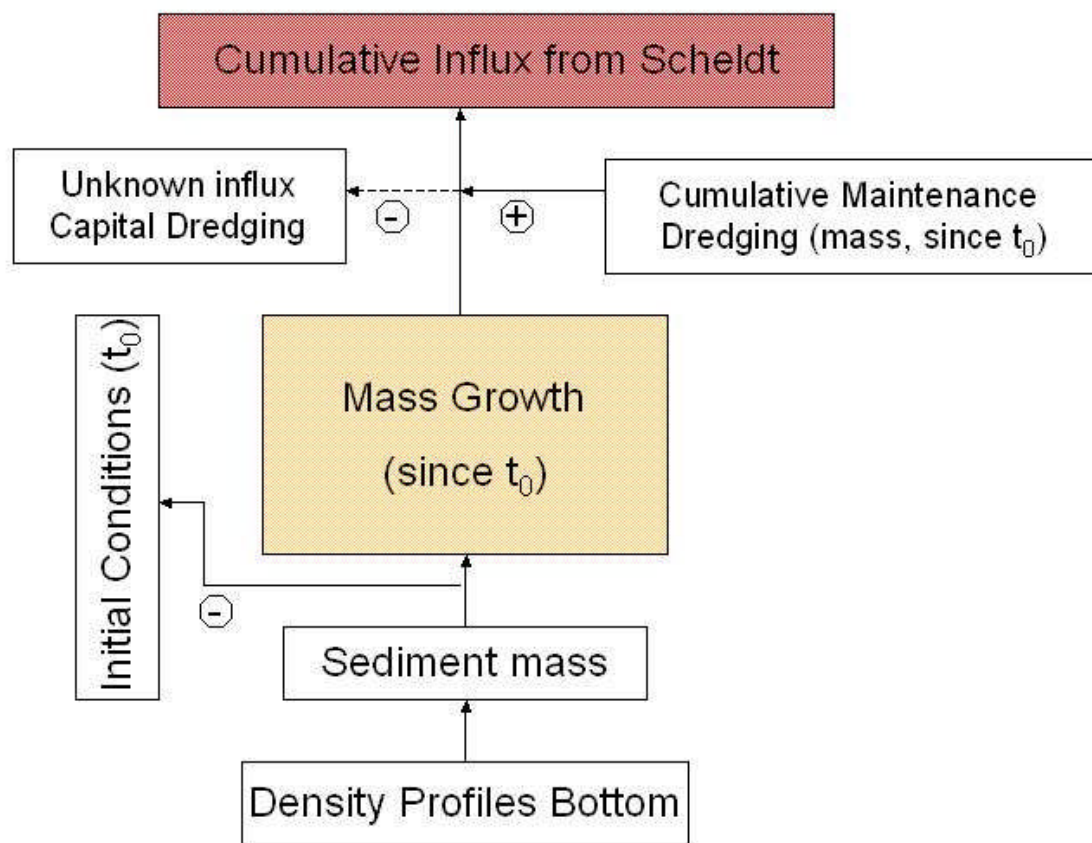 Cumulative Influx from Scheldt
Unknown influx
Capital Dredging
-
+
Cumulative Maintenance
Dredging (mass, since t₀)
Initial Conditions (t₀)
Mass Growth
(since t₀)
-
Sediment mass
Density Profiles Bottom